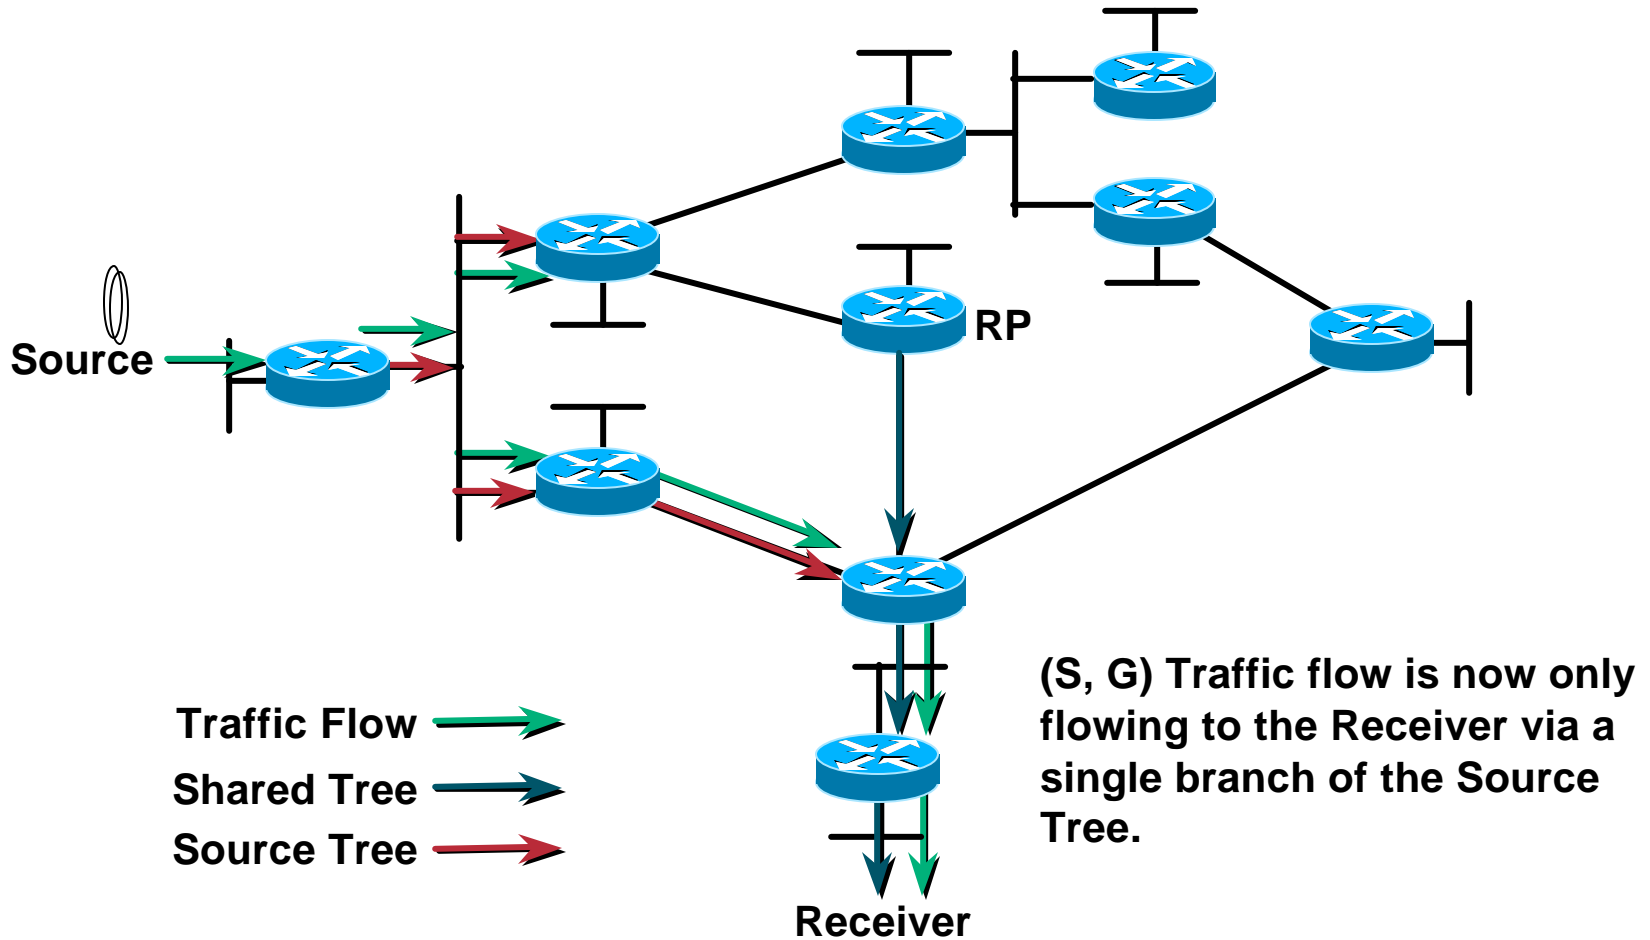 RP
Source
(S, G) Traffic flow is now only
flowing to the Receiver via a
single branch of the Source
Tree.
Traffic Flow
Shared Tree
Source Tree
Receiver